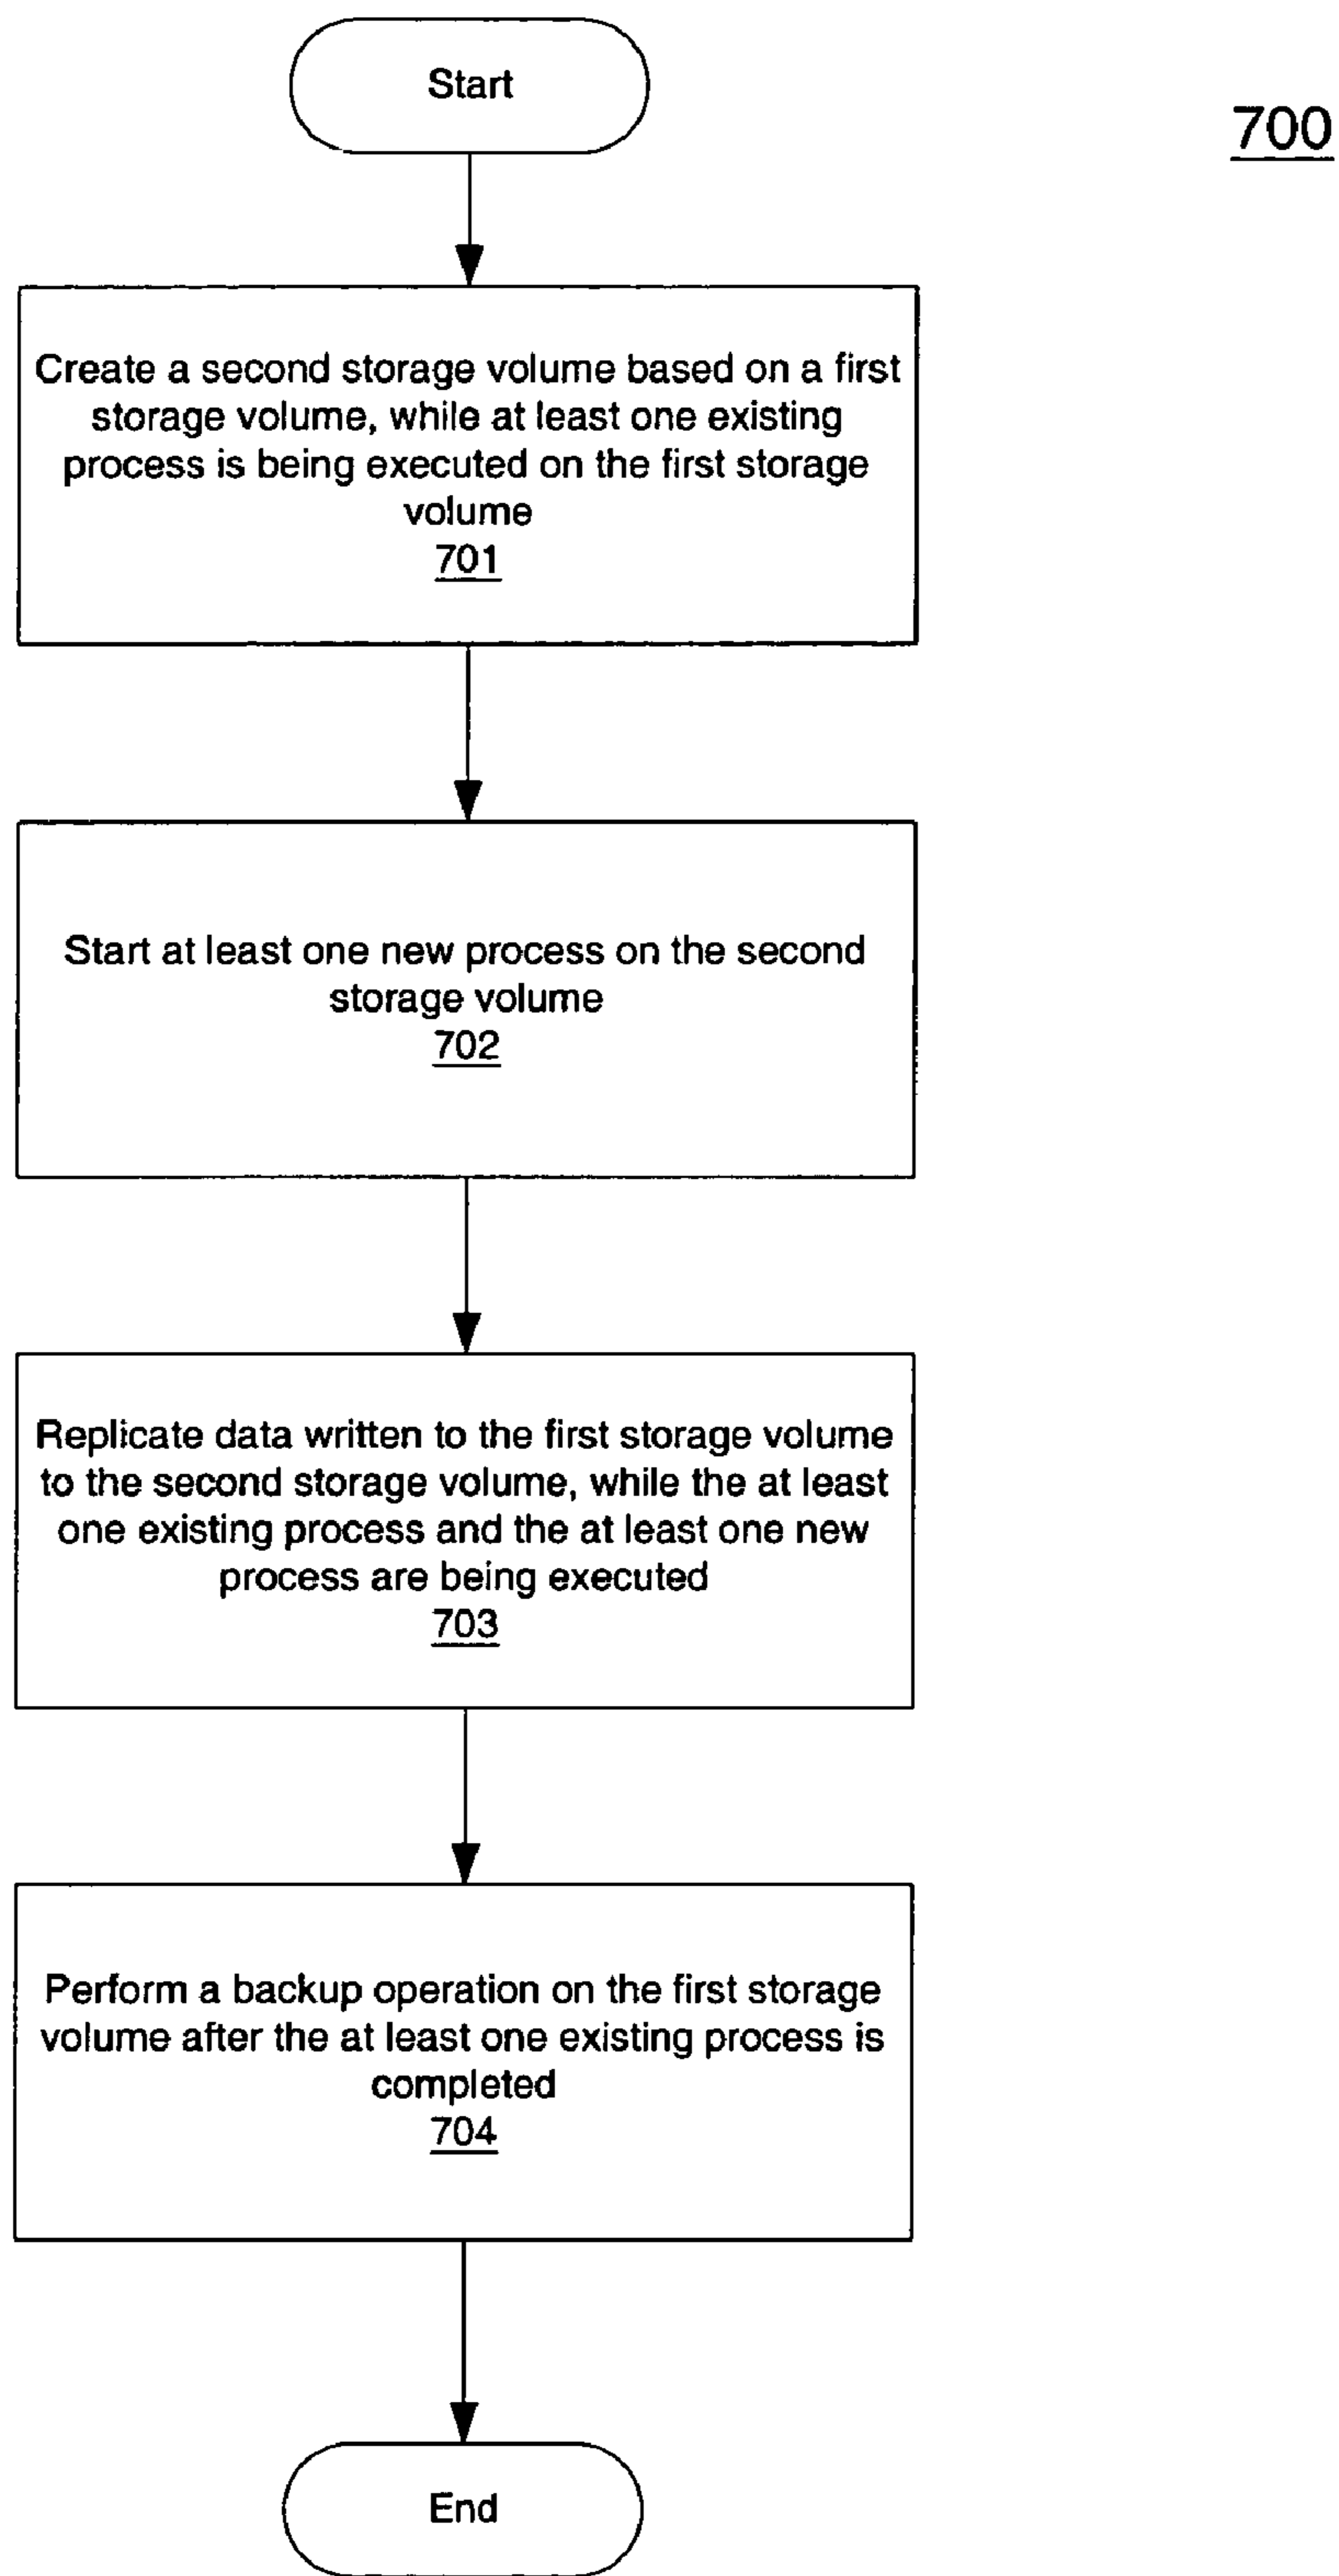 Start
700
Create a second storage volume based on a first
storage volume, while at least one existing
process is being executed on the first storage
volume
701
Start at least one new process on the second
storage volume
702
Replicate data written to the first storage volume
to the second storage volume, while the at least
one existing process and the at least one new
process are being executed
703
Perform a backup operation on the first storage
volume after the at least one existing process is
completed
704
End